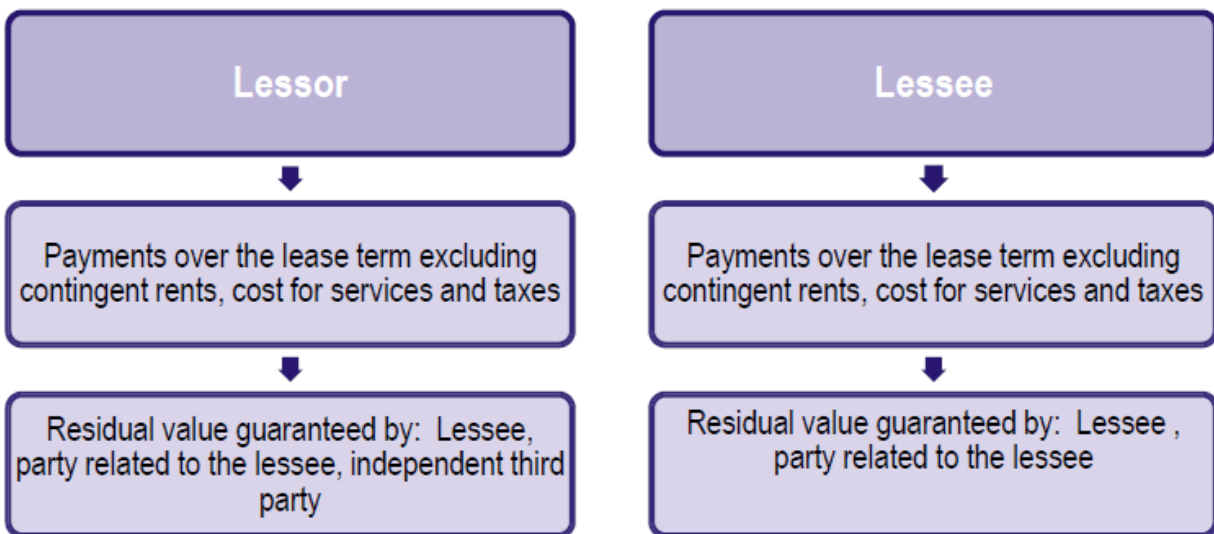 Lessor
Payments over the lease term excluding
contingent rents, cost for services and taxes
Residual value guaranteed by: Lessee,
party related to the lessee, independent third
party
Lessee
Payments over the lease term excluding
contingent rents, cost for services and taxes
Residual value guaranteed by: Lessee ,
party related to the lessee